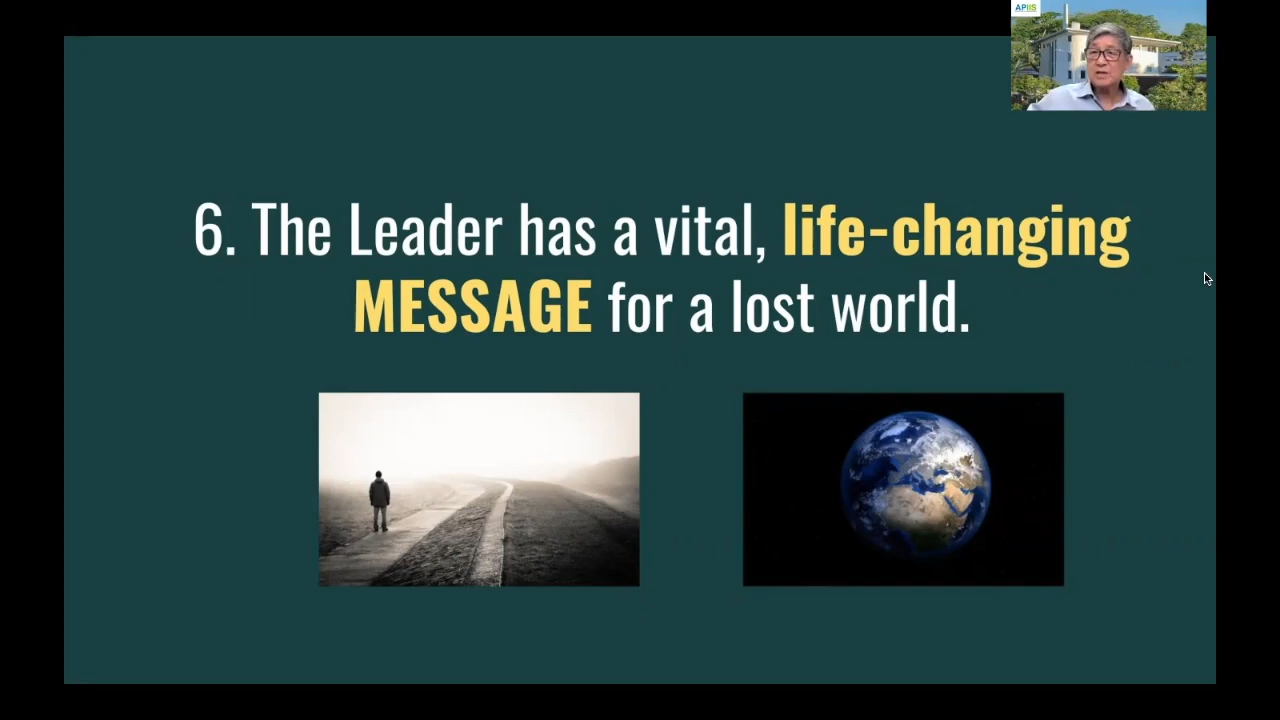 APIIS
6. The Leader has a vital, life-changing
MESSAGE for a lost world.